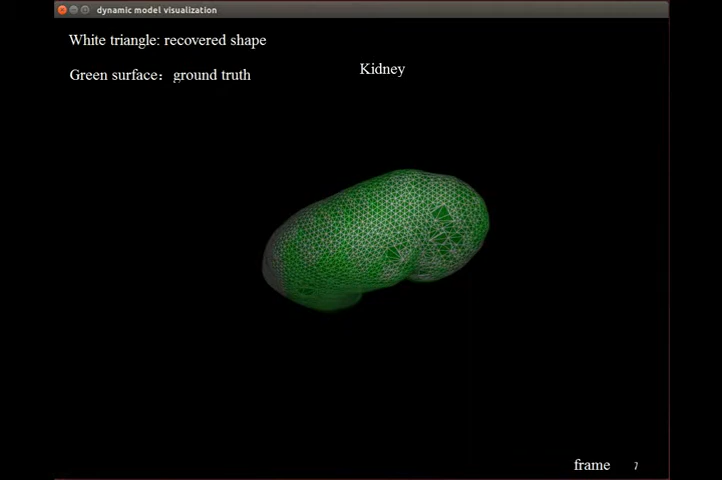 dynamic model visualization
White triangle: recovered shape
Green surface：ground truth
Kidney
frame 7